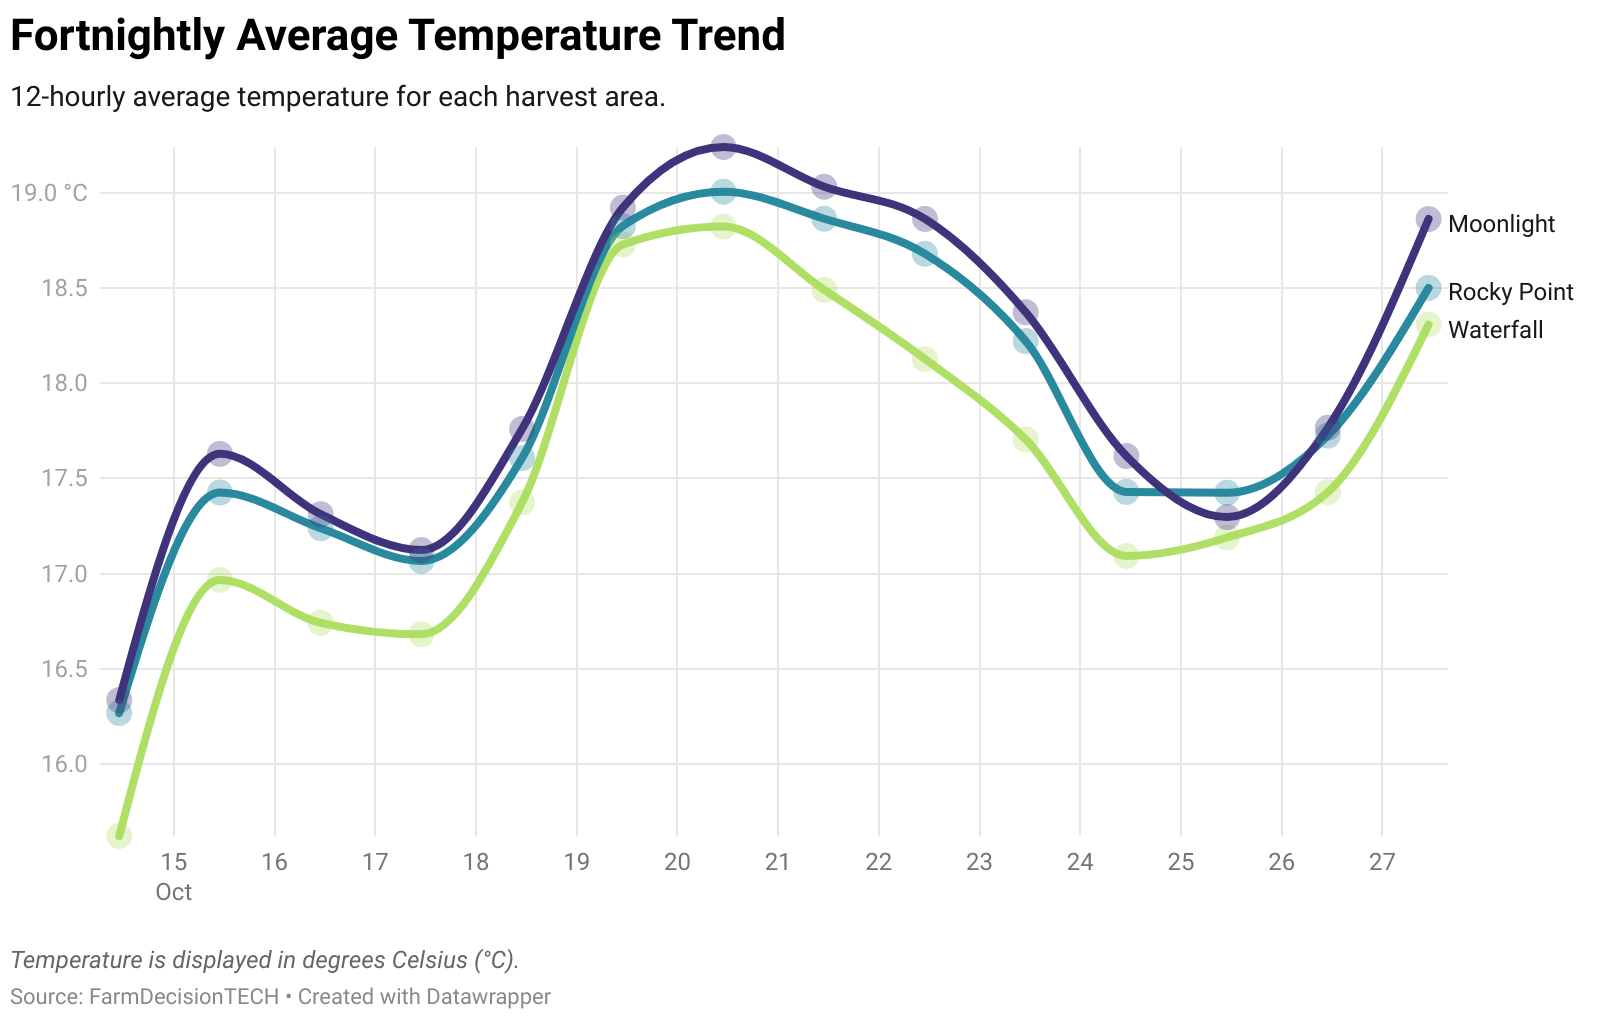 Fortnightly Average Temperature Trend
12-hourly average temperature for each harvest area.
19.0 °C
18.5
18.0
17.5
17.0
16.5
16.0
Moonlight
Rocky Point
Waterfall
15 16 17 18 19 20 21 22 23 24 25 26 27
Oct
Temperature is displayed in degrees Celsius (°C).
Source: FarmDecisionTECH • Created with Datawrapper